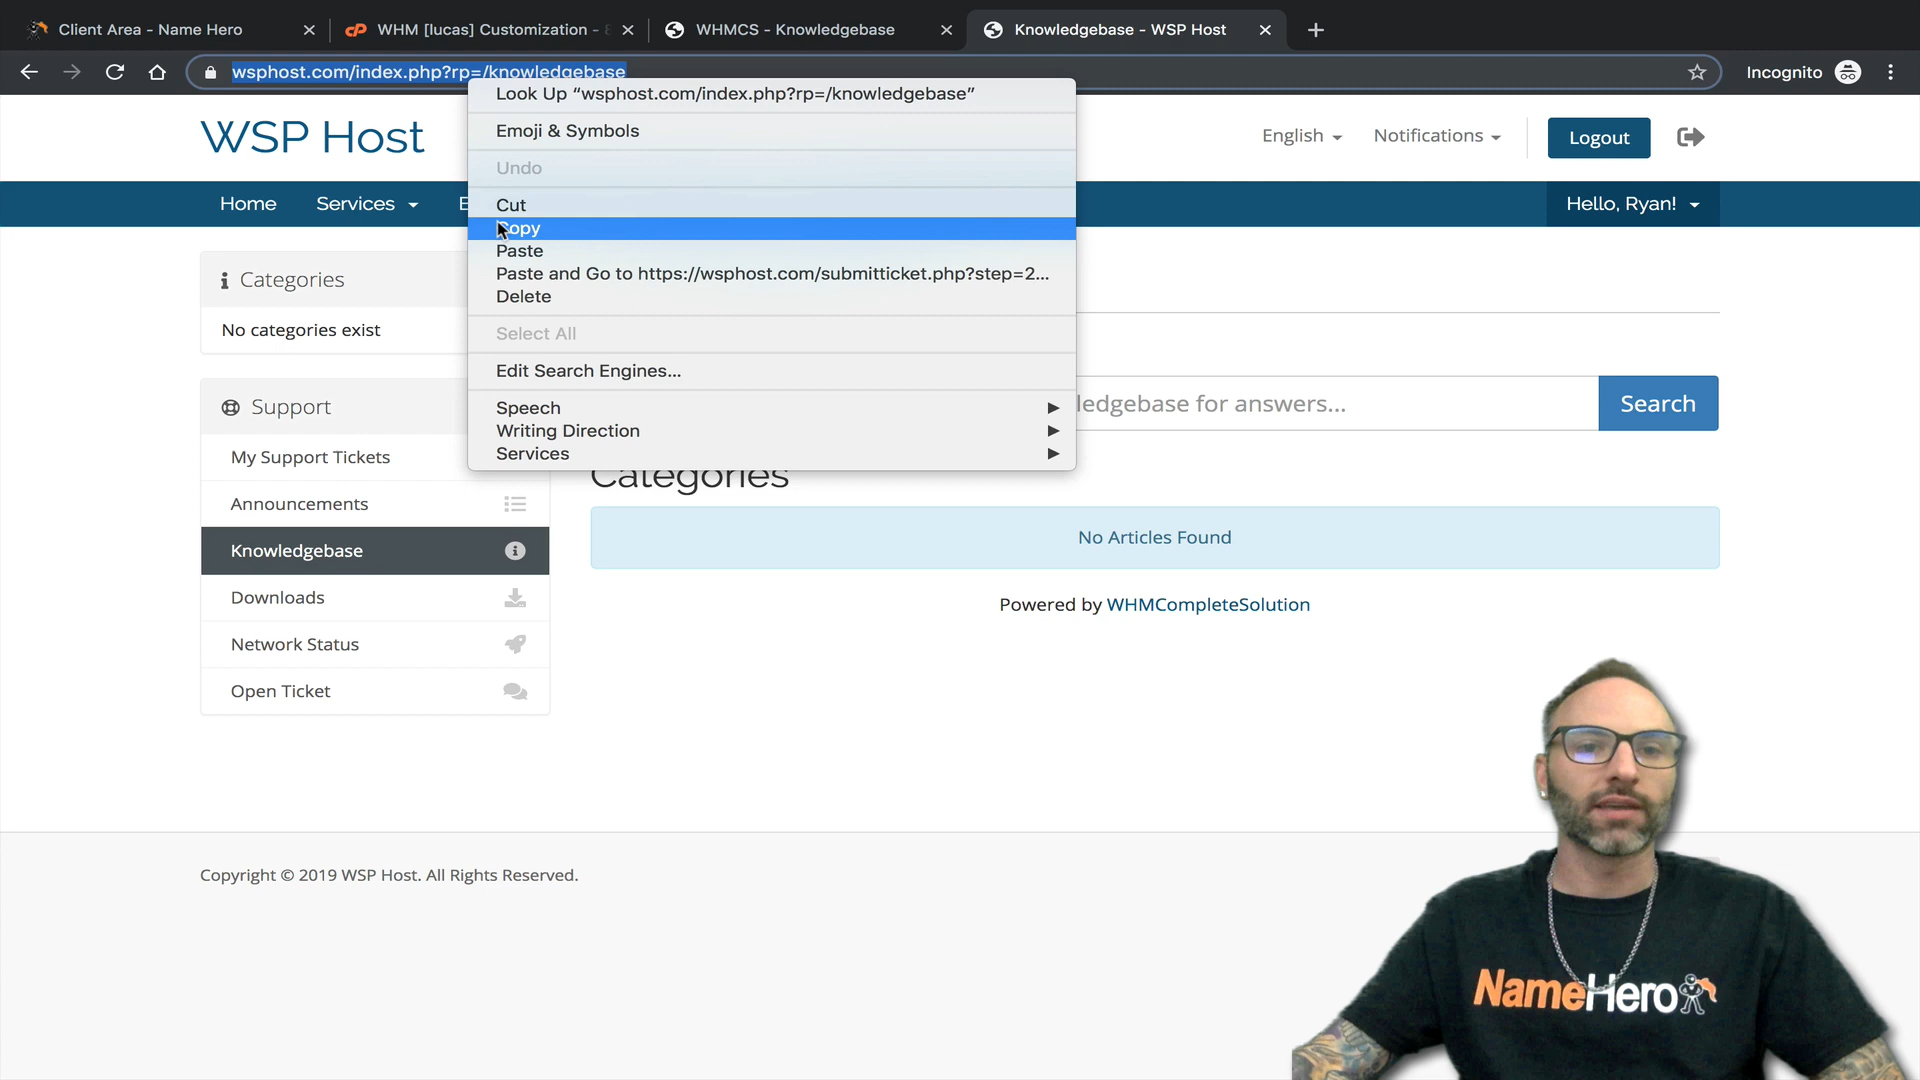 Client Area - Name Hero
WHM [lucas] Customization - 8
WHMCS - Knowledgebase
Knowledgebase - WSP Host
wsphost.com/index.php?rp=/knowledgebase
Incognito
Look Up “wsphost.com/index.php?rp=/knowledgebase”
Emoji & Symbols
Undo
Cut
Copy
Paste
Paste and Go to https://wsphost.com/submitticket.php?step=2...
Delete
Select All
Edit Search Engines...
Speech
Writing Direction
Services
WSP Host
English
Notifications
Logout
Home
Services
Hello, Ryan!
Categories
No categories exist
Support
My Support Tickets
Announcements
Knowledgebase
Downloads
Network Status
Open Ticket
ledgebase for answers...
Search
Categories
No Articles Found
Powered by WHMCompleteSolution
Copyright © 2019 WSP Host. All Rights Reserved.
NameHero